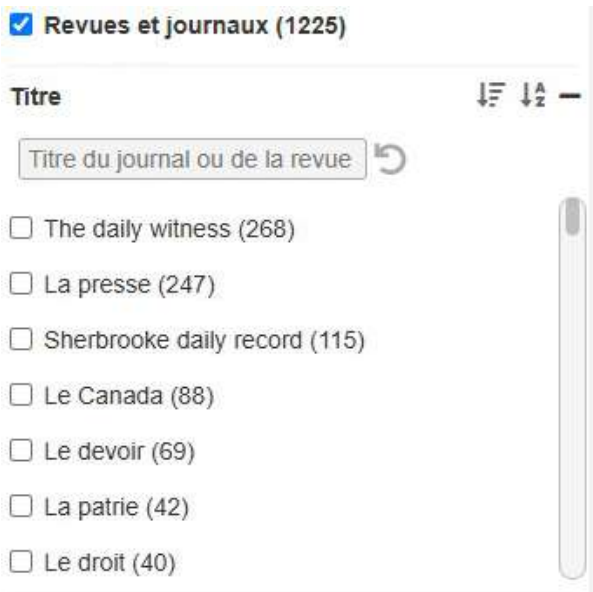 Revues et journaux (1225)
Titre
Titre du journal ou de la revue
The daily witness (268)
La presse (247)
Sherbrooke daily record (115)
Le Canada (88)
Le devoir (69)
La patrie (42)
Le droit (40)